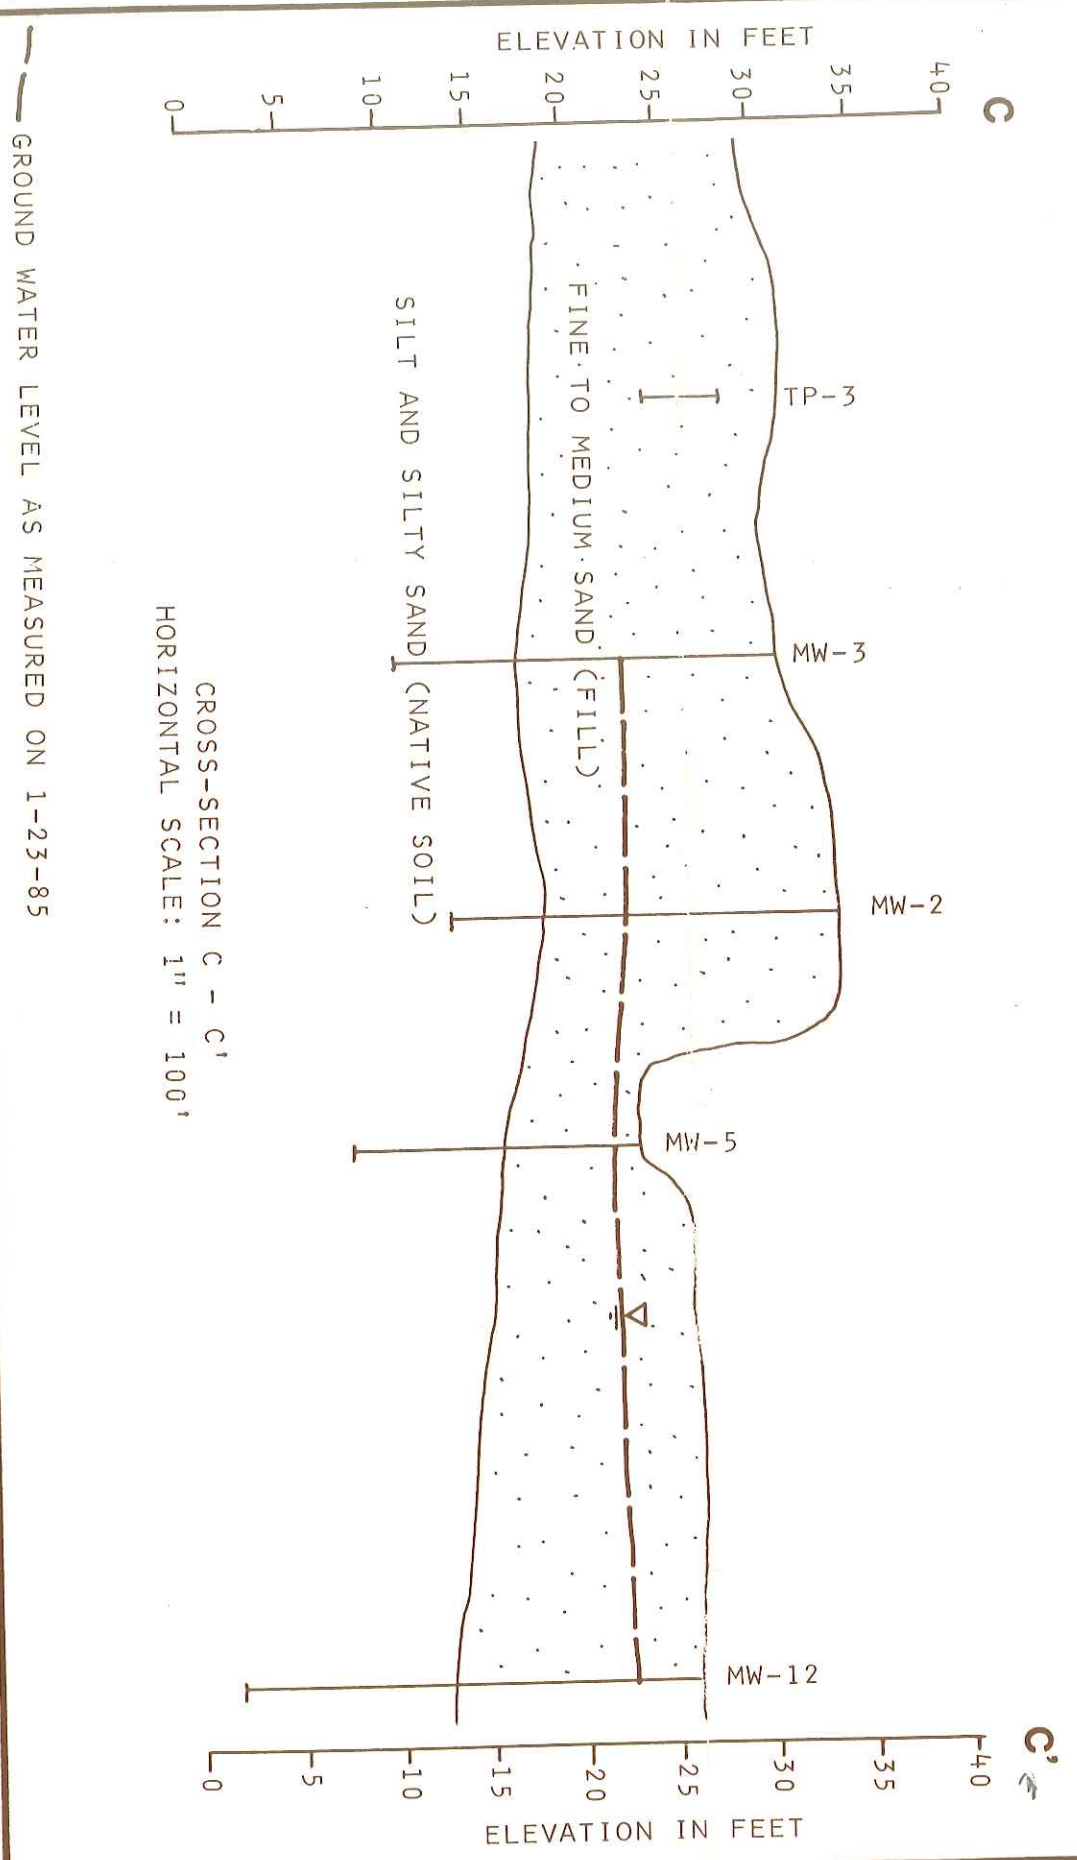 C
ELEVATION IN FEET
40
35
30
25
20
15
10
5
0
TP-3
MW-3
MW-2
MW-5
MW-12
FINE TO MEDIUM SAND (FILL)
SILT AND SILTY SAND (NATIVE SOIL)
C'
40
35
30
25
20
15
10
5
0
ELEVATION IN FEET
CROSS-SECTION C - C'
HORIZONTAL SCALE: 1" = 100'
GROUND WATER LEVEL AS MEASURED ON 1-23-85